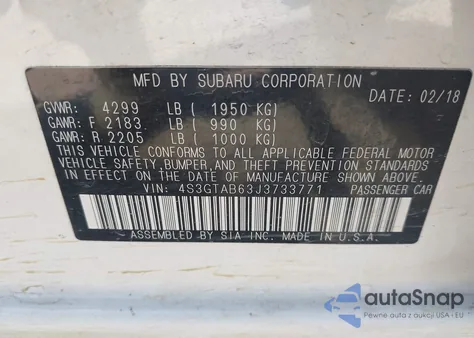 MFD BY SUBARU CORPORATION
DATE: 02/18
GVWR: 4299 LB ( 1950 KG)
GAWR: F 2183 LB ( 990 KG)
GAWR: R 2205 LB ( 1000 KG)
THIS VEHICLE CONFORMS TO ALL APPLICABLE FEDERAL MOTOR
VEHICLE SAFETY, BUMPER, AND THEFT PREVENTION STANDARDS
IN EFFECT ON THE DATE OF MANUFACTURE SHOWN ABOVE.
VIN: 4S3GTAB63J3733771 PASSENGER CAR
ASSEMBLED BY SIA INC. MADE IN U.S.A.
autoSnap
Pewne auta z aukcji USA - EU